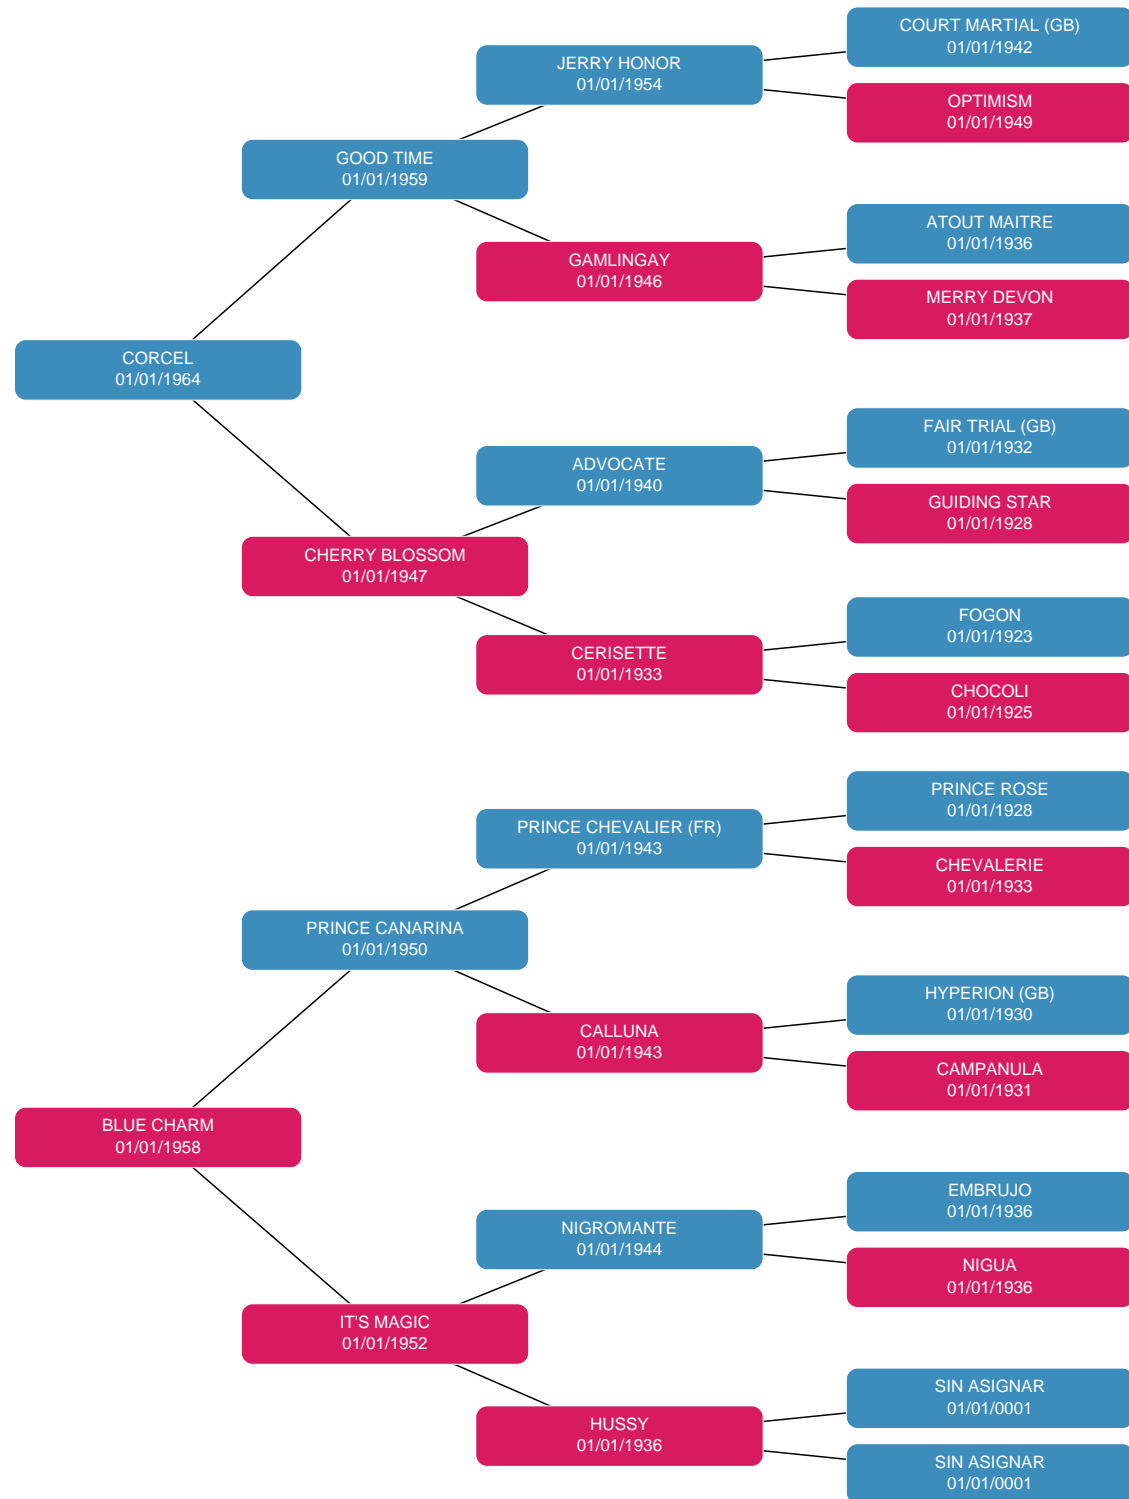 COURT MARTIAL (GB)
01/01/1942
JERRY HONOR
01/01/1954
OPTIMISM
01/01/1949
GOOD TIME
01/01/1959
ATOUT MAITRE
01/01/1936
GAMLINGAY
01/01/1946
MERRY DEVON
01/01/1937
CORCEL
01/01/1964
FAIR TRIAL (GB)
01/01/1932
ADVOCATE
01/01/1940
GUIDING STAR
01/01/1928
CHERRY BLOSSOM
01/01/1947
FOGON
01/01/1923
CERISETTE
01/01/1933
CHOCOLI
01/01/1925
PRINCE ROSE
01/01/1928
PRINCE CHEVALIER (FR)
01/01/1943
CHEVALERIE
01/01/1933
PRINCE CANARINA
01/01/1950
HYPERION (GB)
01/01/1930
CALLUNA
01/01/1943
CAMPANULA
01/01/1931
BLUE CHARM
01/01/1958
EMBRUJO
01/01/1936
NIGROMANTE
01/01/1944
NIGUA
01/01/1936
IT'S MAGIC
01/01/1952
SIN ASIGNAR
01/01/0001
HUSSY
01/01/1936
SIN ASIGNAR
01/01/0001